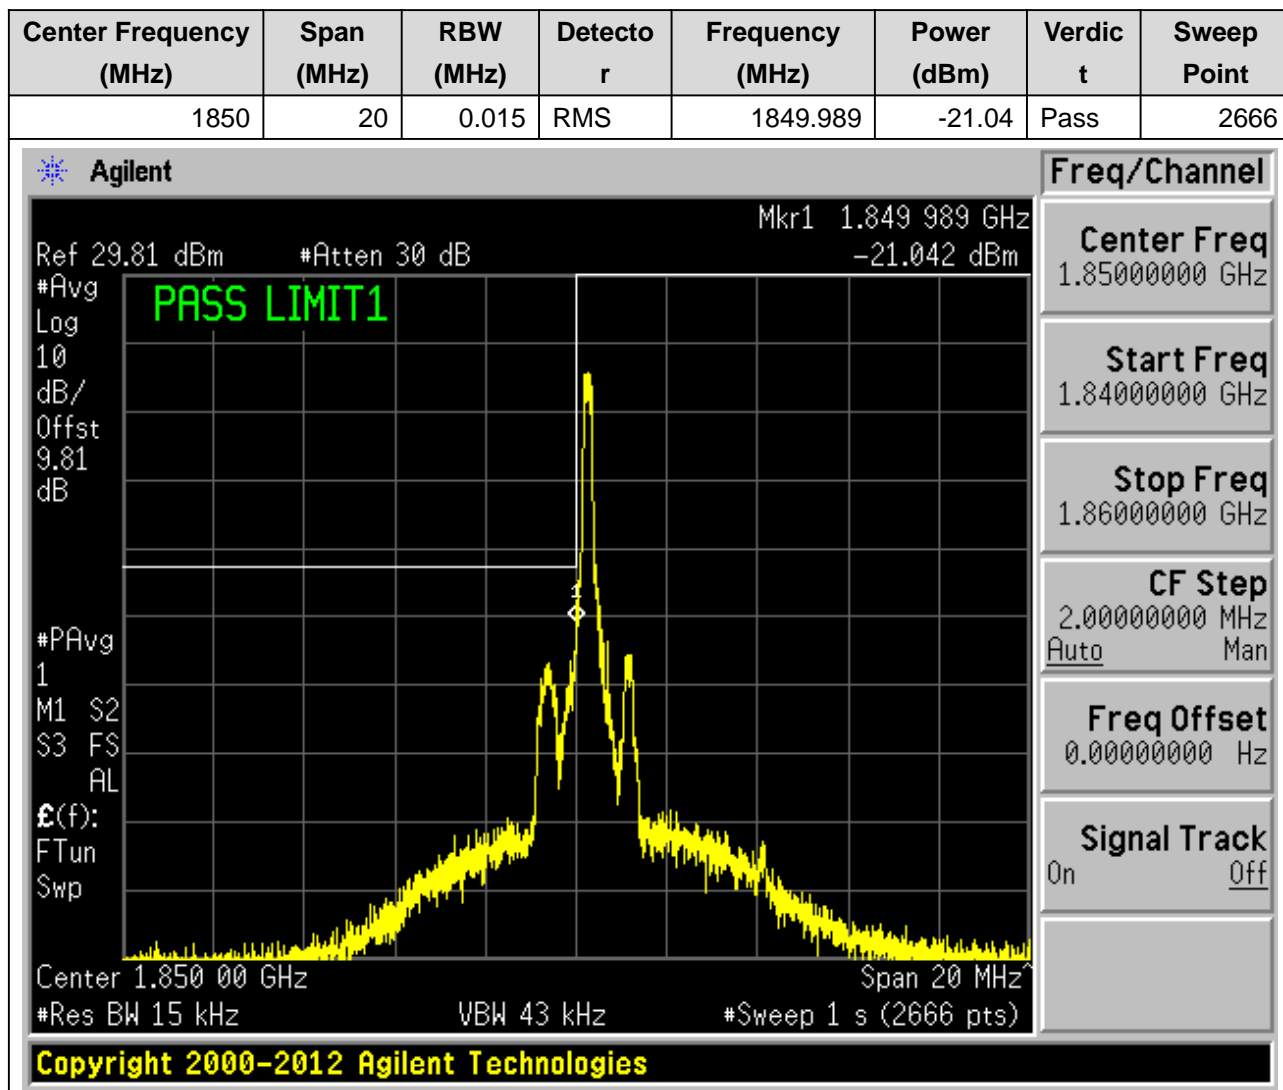 Center Frequency (MHz) Span (MHz) RBW (MHz) Detecto r Frequency (MHz) Power (dBm) Verdic t Sweep Point
1850 20 0.015 RMS 1849.989 -21.04 Pass 2666
Agilent
Freq/Channel
Mkr1 1.849 989 GHz
Ref 29.81 dBm #Atten 30 dB -21.042 dBm
#Avg
Log
10
dB/
Offst
9.81
dB
PASS LIMIT1
1
#PAvg
1
M1 S2
S3 FS
AL
£(f):
FTun
Swp
Center 1.850 00 GHz Span 20 MHz^
#Res BW 15 kHz VBW 43 kHz #Sweep 1 s (2666 pts)
Center Freq
1.85000000 GHz
Start Freq
1.84000000 GHz
Stop Freq
1.86000000 GHz
CF Step
2.00000000 MHz
Auto Man
Freq Offset
0.00000000 Hz
Signal Track
On Off
Copyright 2000-2012 Agilent Technologies